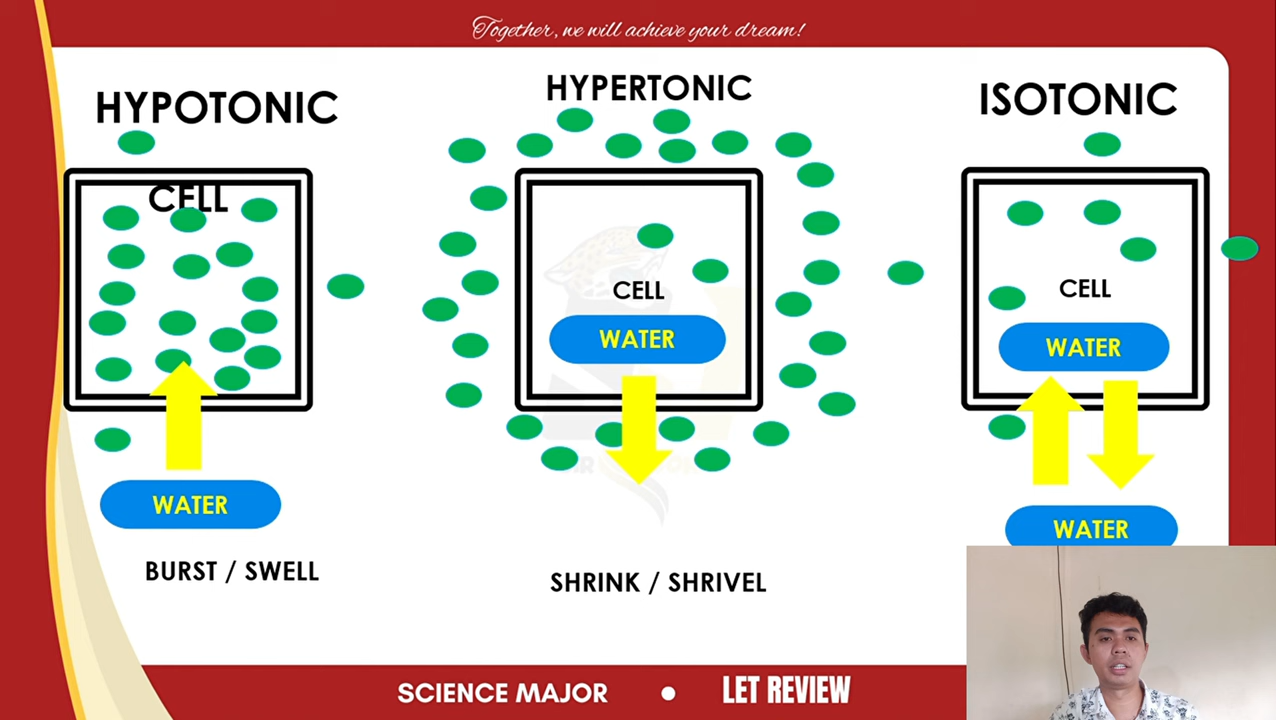 Together, we will achieve your dream!
HYPOTONIC
CELL
WATER
BURST / SWELL
HYPERTONIC
CELL
WATER
SHRINK / SHRIVEL
ISOTONIC
CELL
WATER
WATER
SCIENCE MAJOR • LET REVIEW